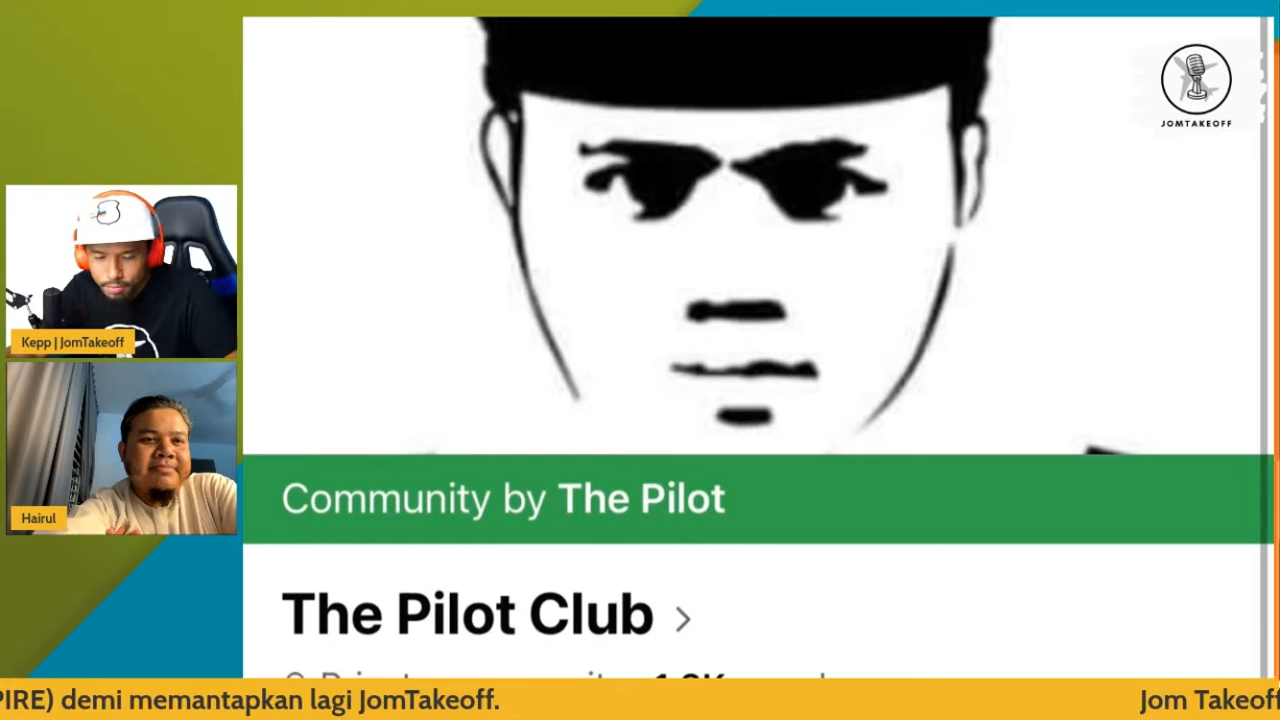 JOMTAKEOFF
Kepp | JomTakeoff
Hairul
Community by The Pilot
The Pilot Club >
PIRE) demi memantapkan lagi JomTakeoff.
Jom Takeoff